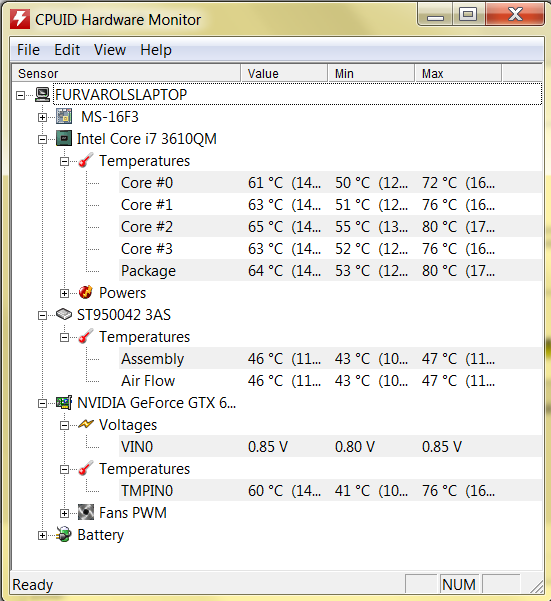 CPUID Hardware Monitor
File Edit View Help
Sensor Value Min Max
FURVAROLSLAPTOP
MS-16F3
Intel Core i7 3610QM
Temperatures
Core #0 61 °C (14... 50 °C (12... 72 °C (16...
Core #1 63 °C (14... 51 °C (12... 76 °C (16...
Core #2 65 °C (14... 55 °C (13... 80 °C (17...
Core #3 63 °C (14... 52 °C (12... 76 °C (16...
Package 64 °C (14... 53 °C (12... 80 °C (17...
Powers
ST950042 3AS
Temperatures
Assembly 46 °C (11... 43 °C (10... 47 °C (11...
Air Flow 46 °C (11... 43 °C (10... 47 °C (11...
NVIDIA GeForce GTX 6...
Voltages
VIN0 0.85 V 0.80 V 0.85 V
Temperatures
TMPIN0 60 °C (14... 41 °C (10... 76 °C (16...
Fans PWM
Battery
Ready NUM